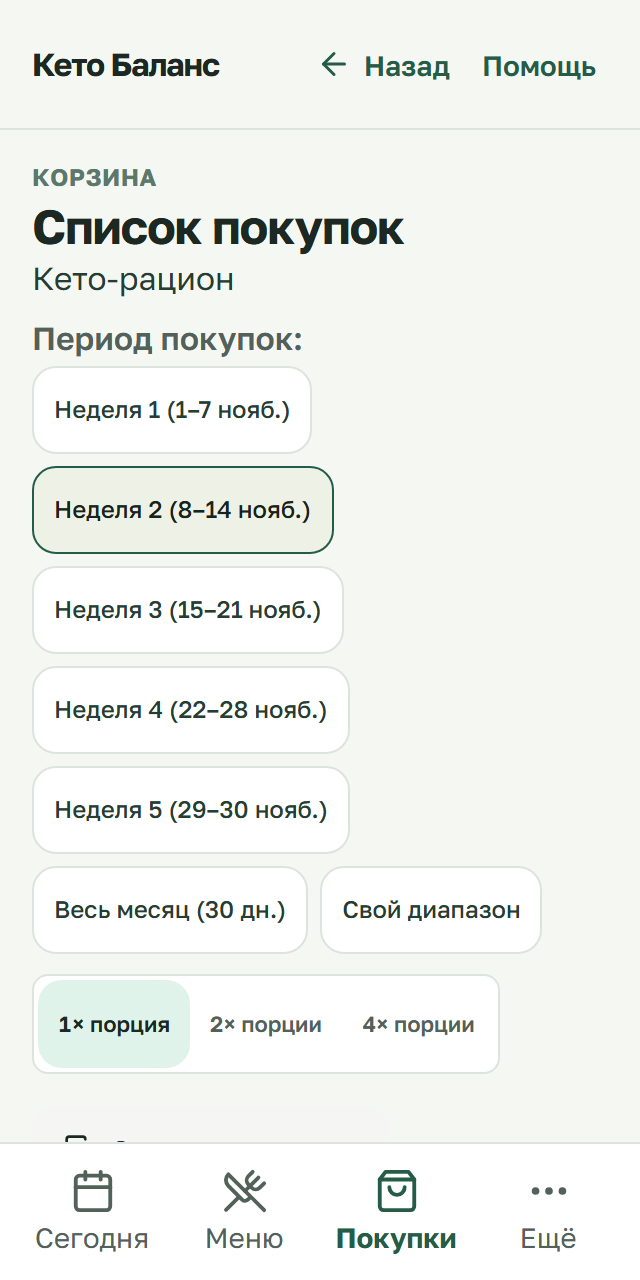 Кето Баланс
← Назад
Помощь
КОРЗИНА
Список покупок
Кето-рацион
Период покупок:
Неделя 1 (1–7 нояб.)
Неделя 2 (8–14 нояб.)
Неделя 3 (15–21 нояб.)
Неделя 4 (22–28 нояб.)
Неделя 5 (29–30 нояб.)
Весь месяц (30 дн.)
Свой диапазон
1× порция
2× порции
4× порции
Сегодня
Меню
Покупки
Ещё